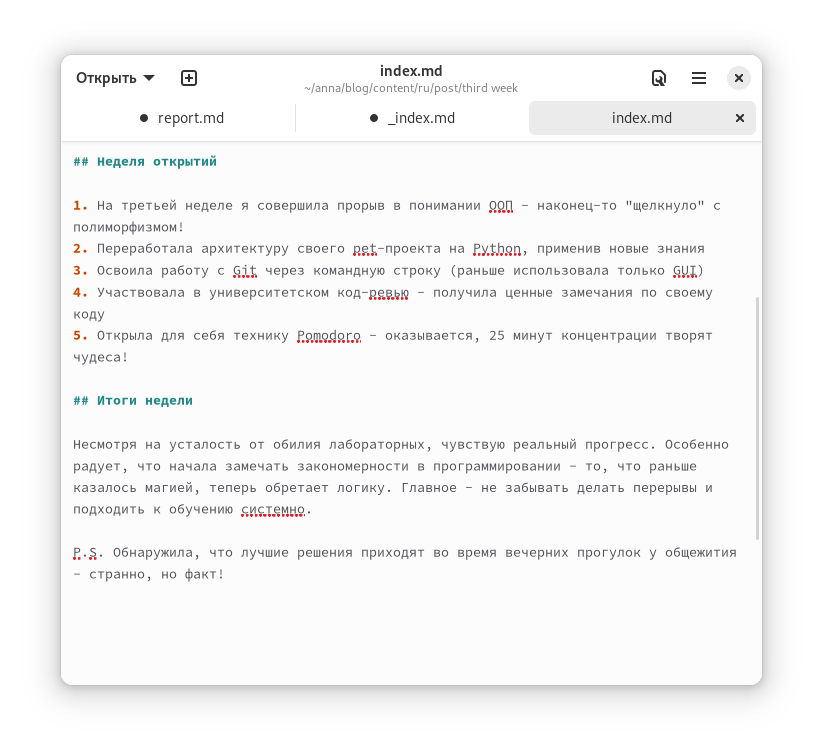 Открыть
index.md
~/anna/blog/content/ru/post/third week
report.md
_index.md
index.md
## Неделя открытий
1. На третьей неделе я совершила прорыв в понимании ООП - наконец-то "щелкнуло" с
полиморфизмом!
2. Переработала архитектуру своего pet-проекта на Python, применив новые знания
3. Освоила работу с Git через командную строку (раньше использовала только GUI)
4. Участвовала в университетском код-ревью - получила ценные замечания по своему
коду
5. Открыла для себя технику Pomodoro - оказывается, 25 минут концентрации творят
чудеса!
## Итоги недели
Несмотря на усталость от обилия лабораторных, чувствую реальный прогресс. Особенно
радует, что начала замечать закономерности в программировании - то, что раньше
казалось магией, теперь обретает логику. Главное - не забывать делать перерывы и
подходить к обучению системно.
P.S. Обнаружила, что лучшие решения приходят во время вечерних прогулок у общежития
- странно, но факт!